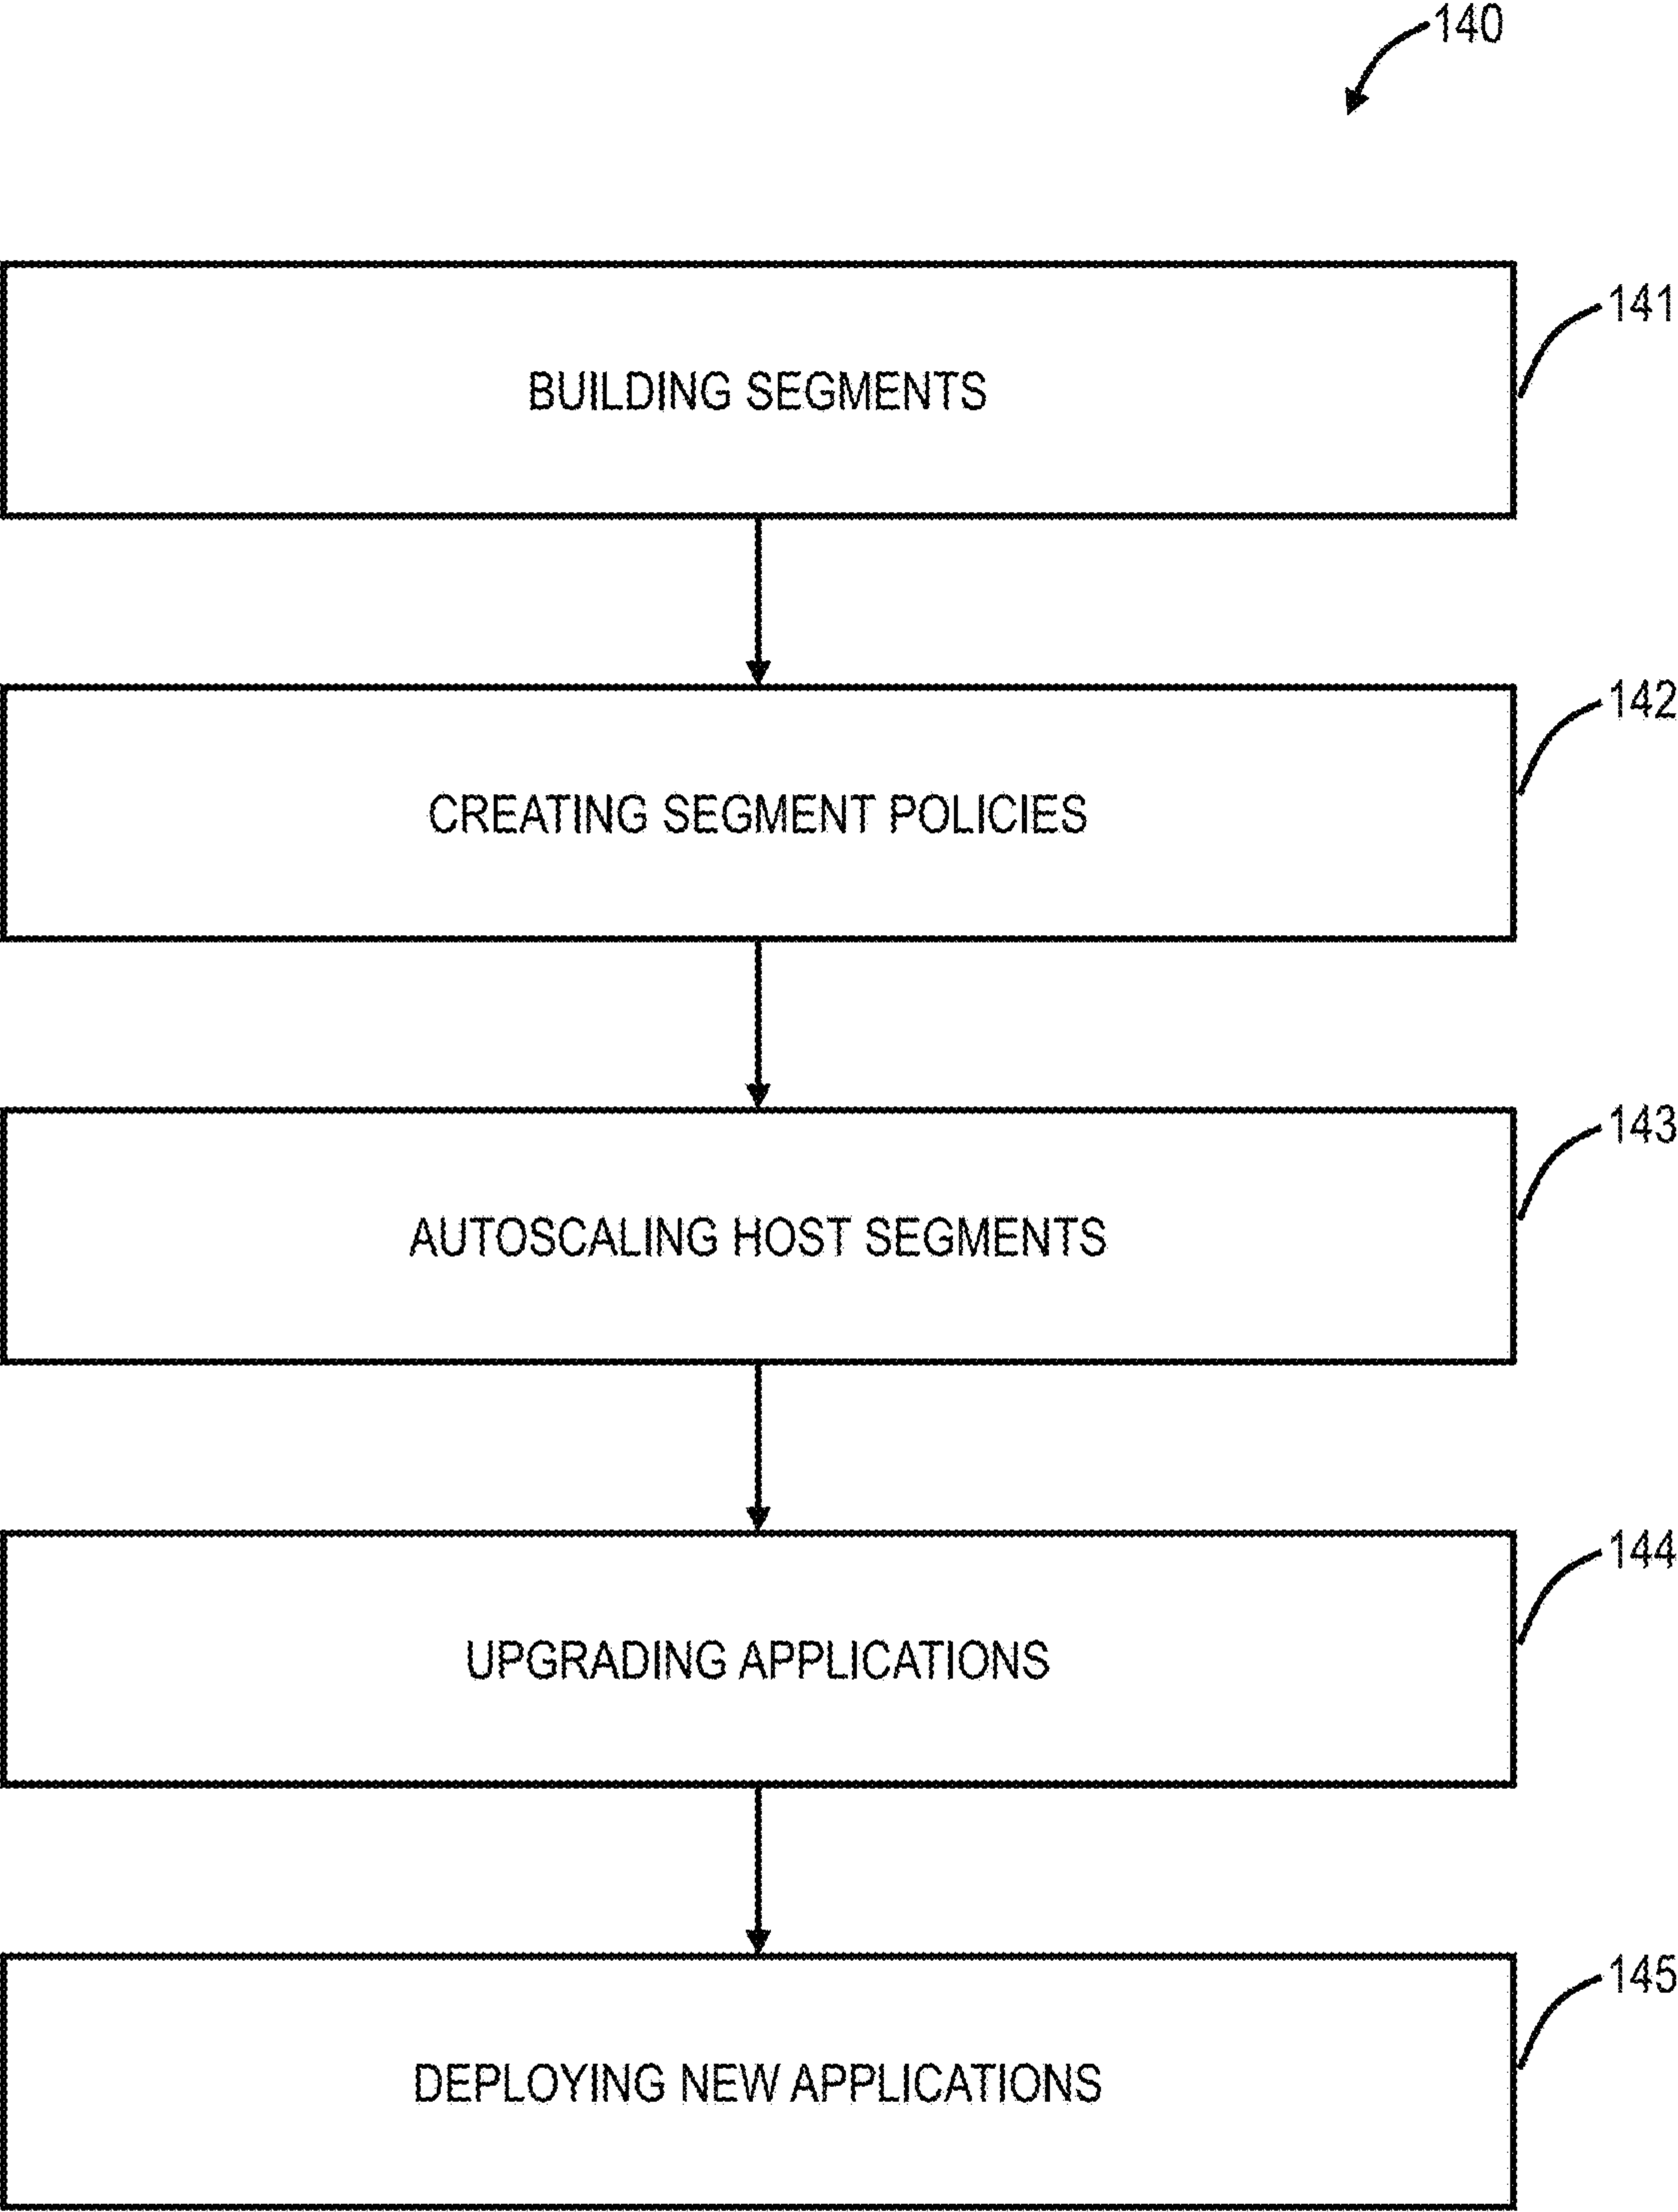 140
141
BUILDING SEGMENTS
142
CREATING SEGMENT POLICIES
143
AUTOSCALING HOST SEGMENTS
144
UPGRADING APPLICATIONS
145
DEPLOYING NEW APPLICATIONS